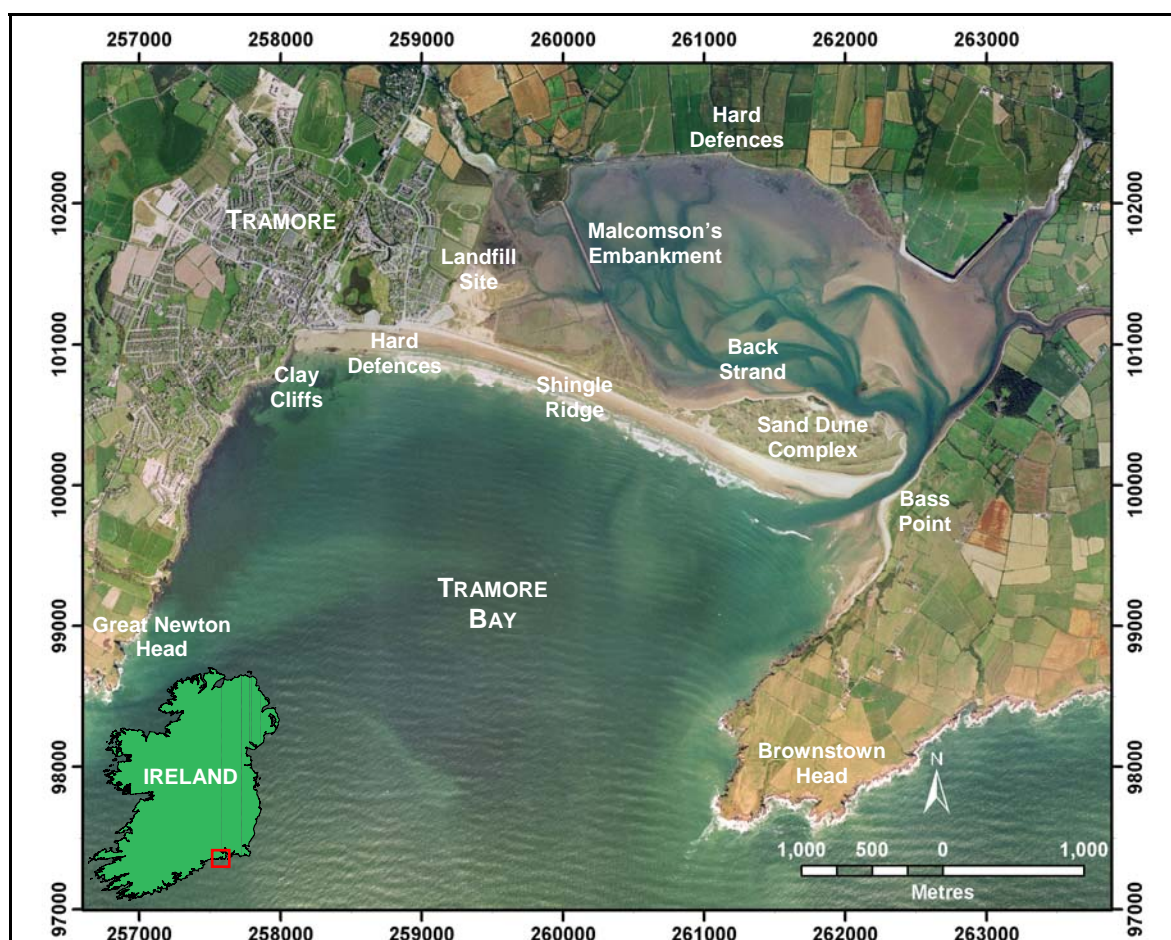 257000 258000 259000 260000 261000 262000 263000
102000
101000
100000
99000
98000
97000
102000
101000
100000
99000
98000
97000
Hard
Defences
TRAMORE
Malcomson's
Embankment
Landfill
Site
Hard
Defences
Back
Strand
Clay
Cliffs
Shingle
Ridge
Sand Dune
Complex
Bass
Point
TRAMORE
BAY
Great Newton
Head
IRELAND
Brownstown
Head
N
1,000 500 0 1,000
Metres
257000 258000 259000 260000 261000 262000 263000